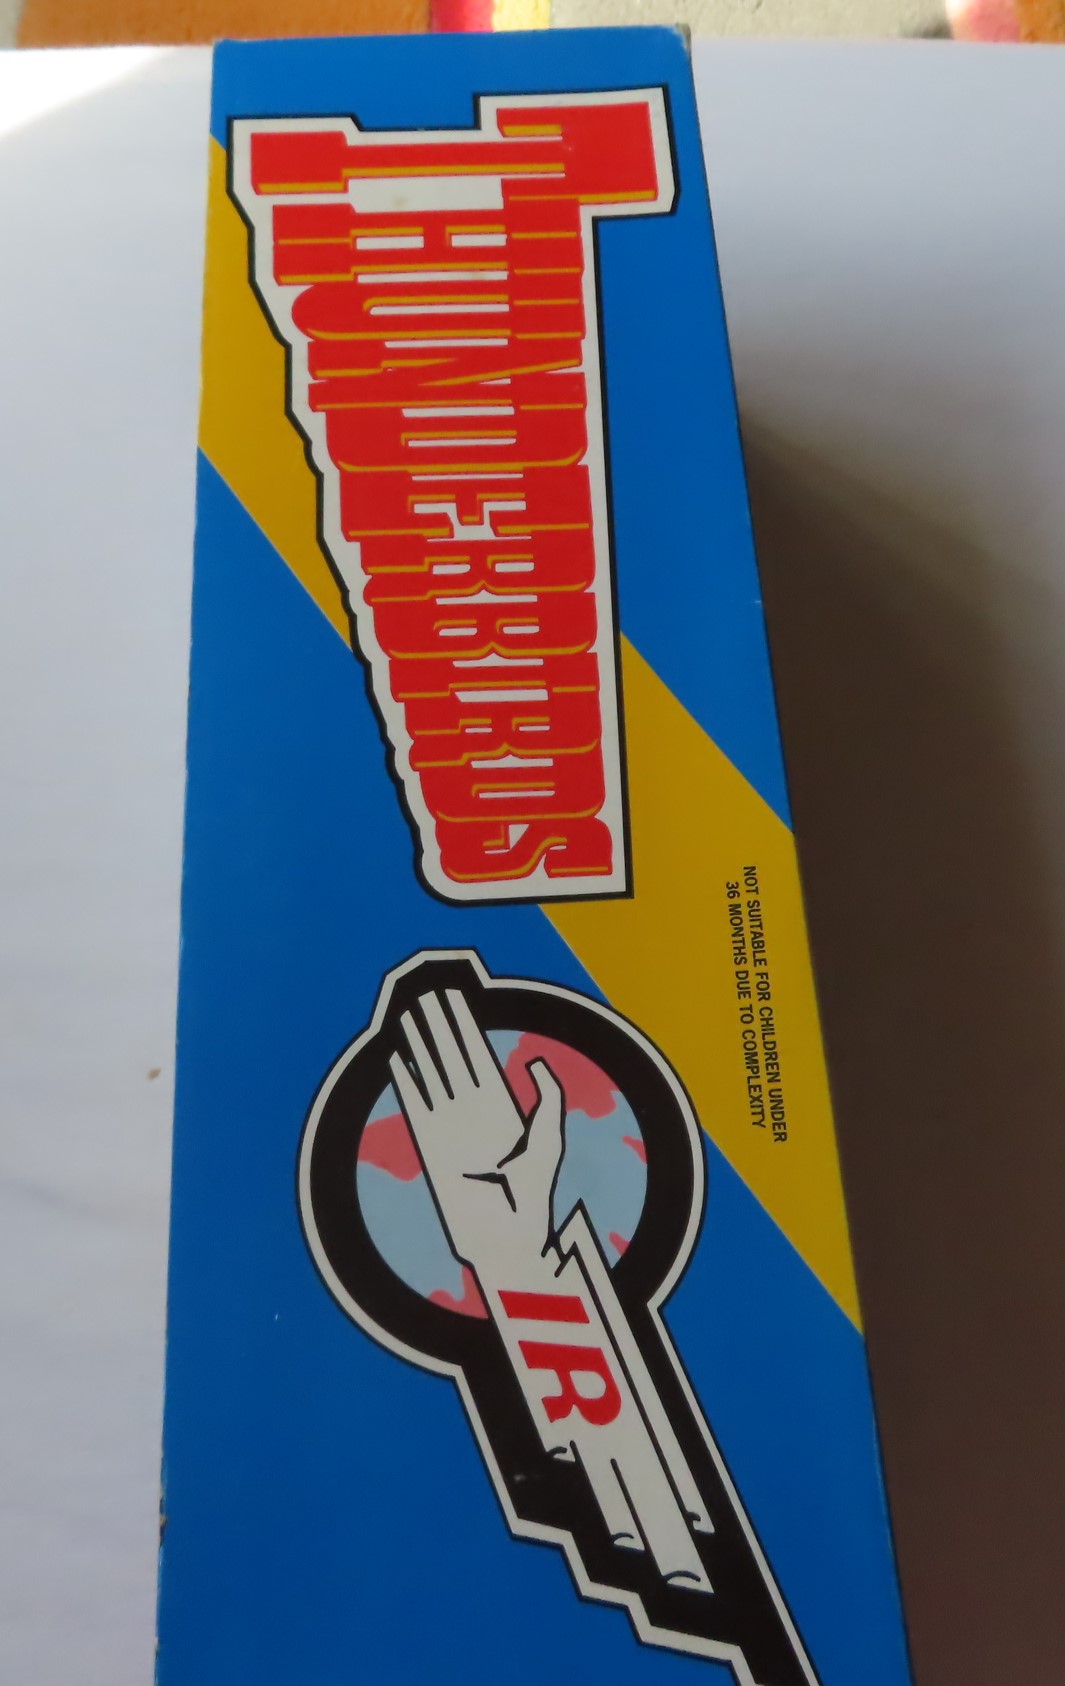 THUNDERBIRDS
NOT SUITABLE FOR CHILDREN UNDER
36 MONTHS DUE TO COMPLEXITY
IR